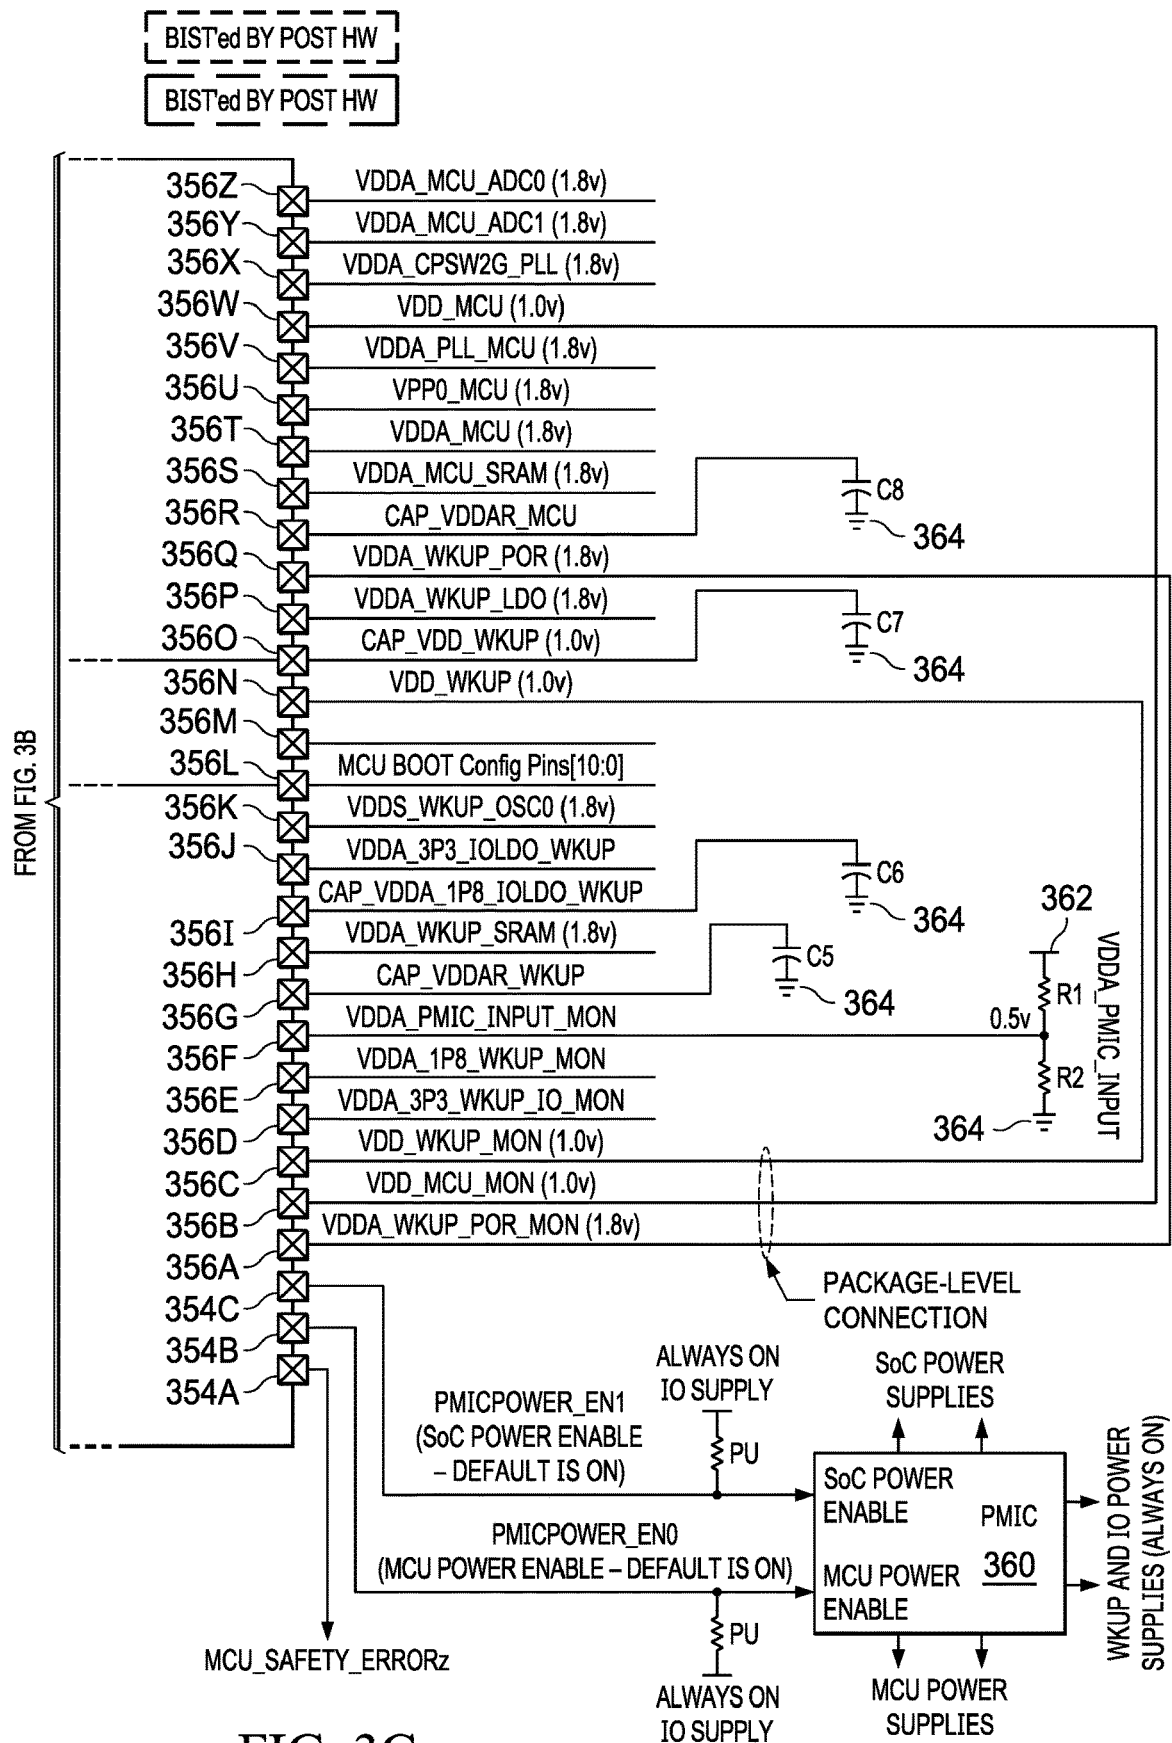 BIST'ed BY POST HW
BIST'ed BY POST HW
FROM FIG. 3B
356Z
VDDA_MCU_ADC0 (1.8v)
356Y
VDDA_MCU_ADC1 (1.8v)
356X
VDDA_CPSW2G_PLL (1.8v)
356W
VDD_MCU (1.0v)
356V
VDDA_PLL_MCU (1.8v)
356U
VPP0_MCU (1.8v)
356T
VDDA_MCU (1.8v)
356S
VDDA_MCU_SRAM (1.8v)
C8
356R
CAP_VDDAR_MCU
364
356Q
VDDA_WKUP_POR (1.8v)
356P
VDDA_WKUP_LDO (1.8v)
C7
356O
CAP_VDD_WKUP (1.0v)
364
356N
VDD_WKUP (1.0v)
356M
356L
MCU BOOT Config Pins[10:0]
356K
VDDS_WKUP_OSC0 (1.8v)
356J
VDDA_3P3_IOLDO_WKUP
C6
CAP_VDDA_1P8_IOLDO_WKUP
364
362
356I
VDDA_WKUP_SRAM (1.8v)
C5
356H
CAP_VDDAR_WKUP
364
R1
356G
VDDA_PMIC_INPUT_MON
0.5v
VDDA_PMIC_INPUT
356F
VDDA_1P8_WKUP_MON
R2
356E
VDDA_3P3_WKUP_IO_MON
364
356D
VDD_WKUP_MON (1.0v)
356C
VDD_MCU_MON (1.0v)
356B
VDDA_WKUP_POR_MON (1.8v)
356A
PACKAGE-LEVEL
CONNECTION
354C
354B
354A
ALWAYS ON
IO SUPPLY
SoC POWER
SUPPLIES
PMICPOWER_EN1
(SoC POWER ENABLE
– DEFAULT IS ON)
PU
SoC POWER
ENABLE
PMIC
360
WKUP AND IO POWER
SUPPLIES (ALWAYS ON)
PMICPOWER_EN0
(MCU POWER ENABLE – DEFAULT IS ON)
MCU POWER
ENABLE
PU
MCU_SAFETY_ERRORz
ALWAYS ON
IO SUPPLY
MCU POWER
SUPPLIES
FIG. 3C